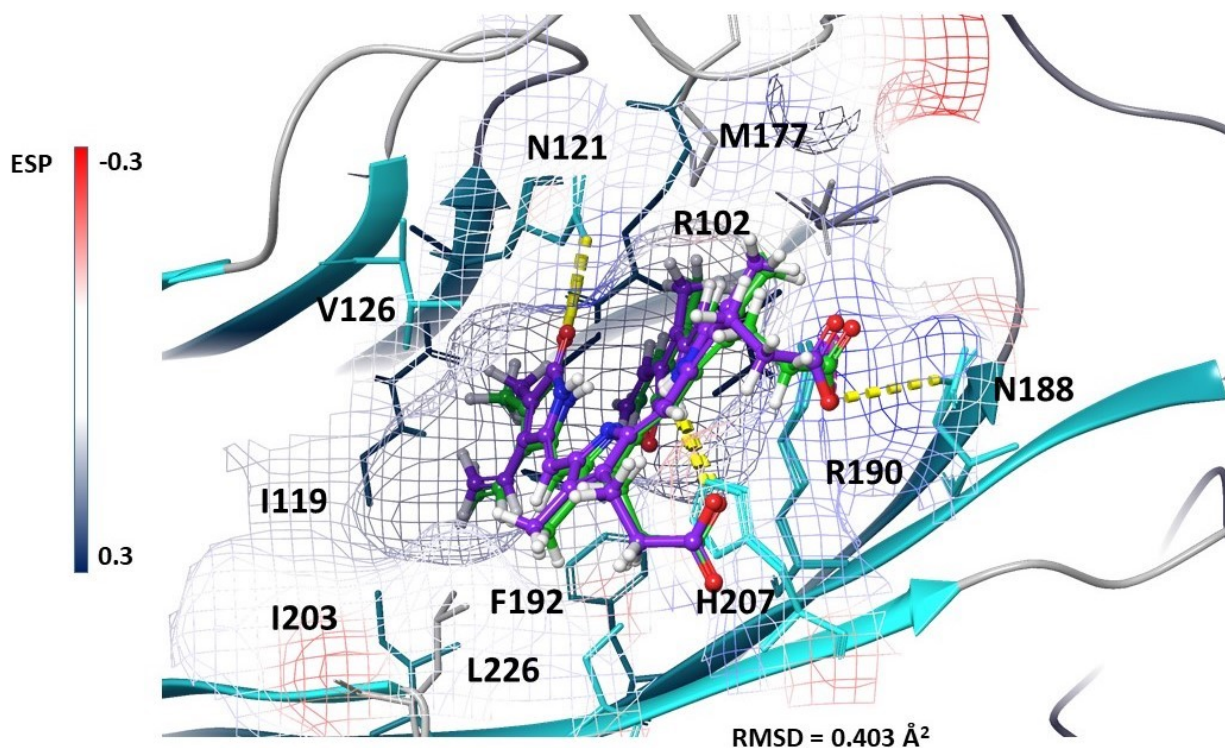 ESP
-0.3
0.3
N121
M177
R102
V126
N188
R190
I119
F192
H207
I203
L226
RMSD = 0.403 Å²